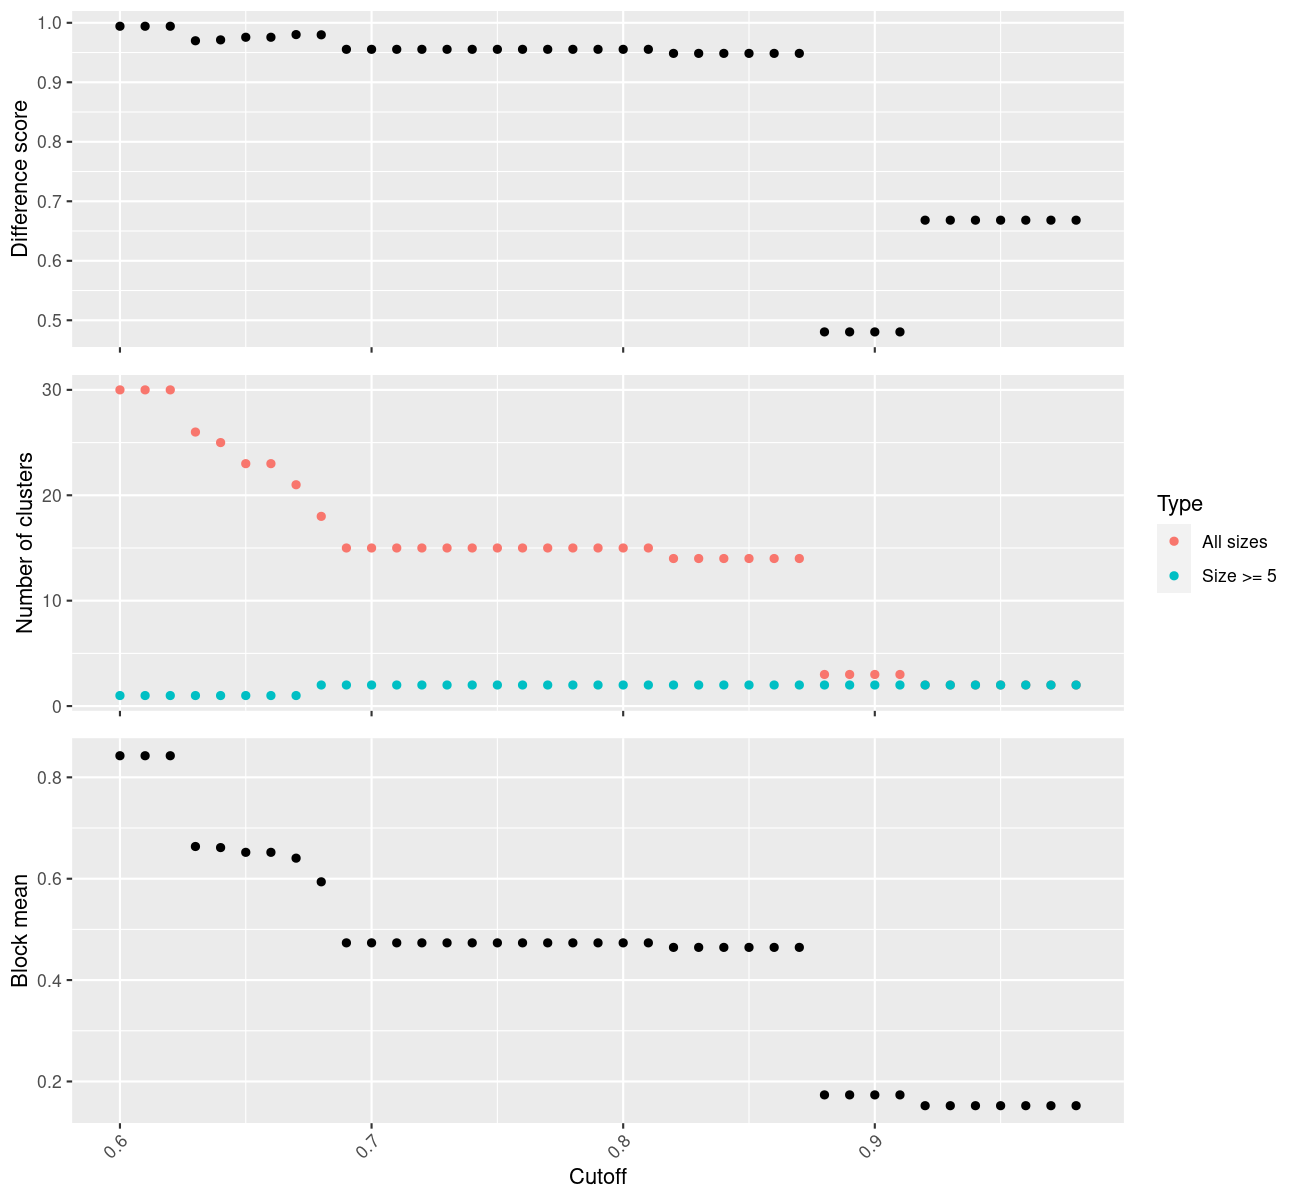 Difference score
1.0
0.9
0.8
0.7
0.6
0.5
Number of clusters
30
20
10
0
Type
All sizes
Size >= 5
Block mean
0.8
0.6
0.4
0.2
0.6
0.7
0.8
0.9
Cutoff